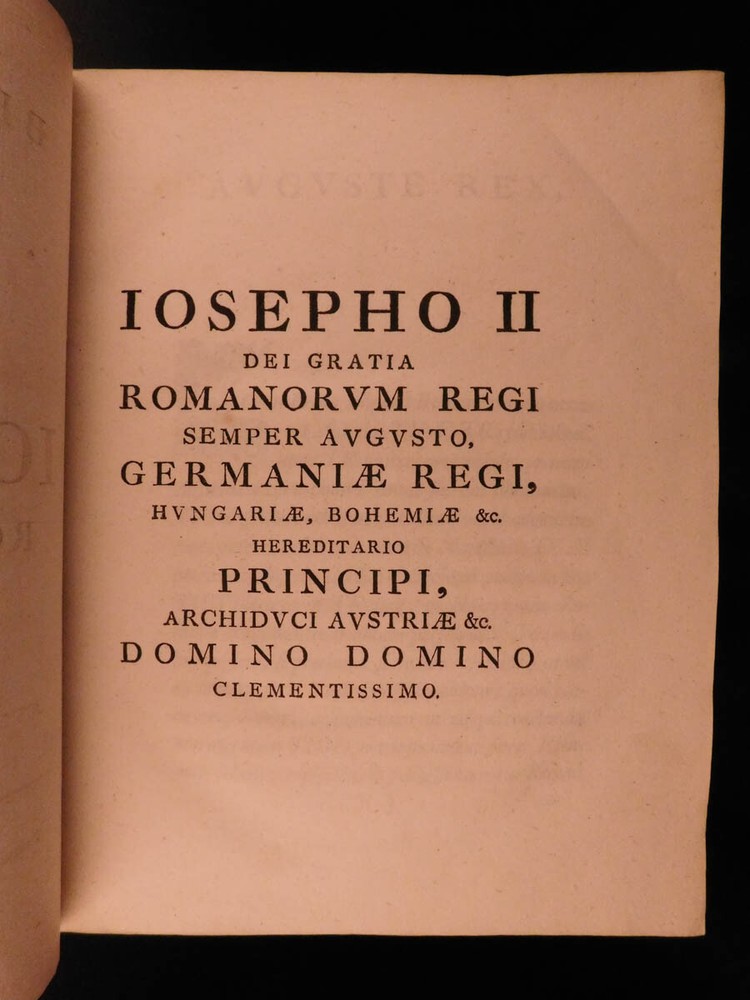 IOSEPHO II
DEI GRATIA
ROMANORVM REGI
SEMPER AVGVSTO,
GERMANIÆ REGI,
HVNGARIÆ, BOHEMIÆ &c.
HEREDITARIO
PRINCIPI,
ARCHIDVCI AVSTRIÆ &c.
DOMINO DOMINO
CLEMENTISSIMO.